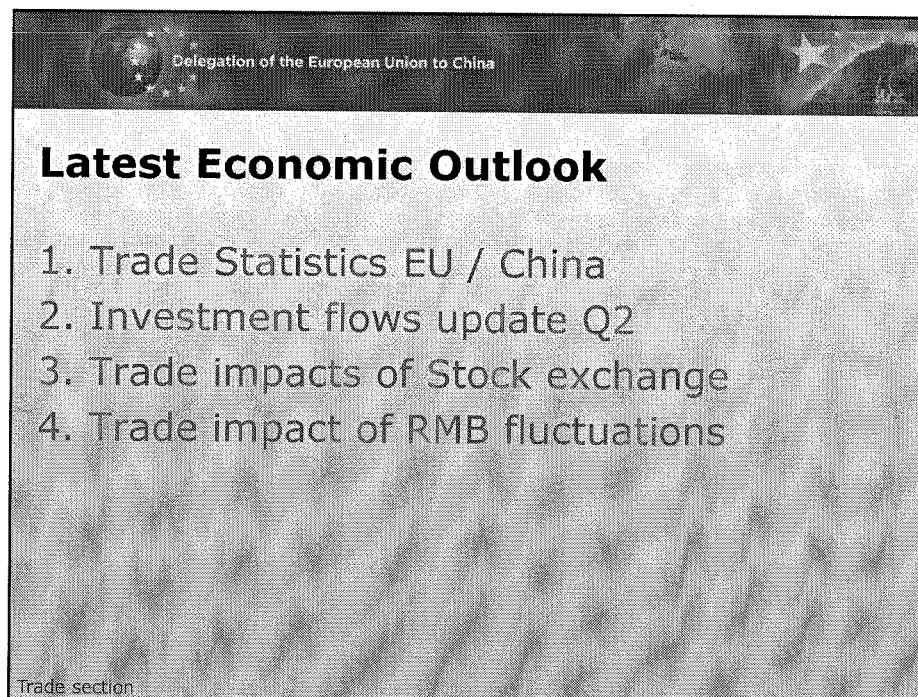 Delegation of the European Union to China
Latest Economic Outlook
1. Trade Statistics EU / China
2. Investment flows update Q2
3. Trade impacts of Stock exchange
4. Trade impact of RMB fluctuations
Trade section